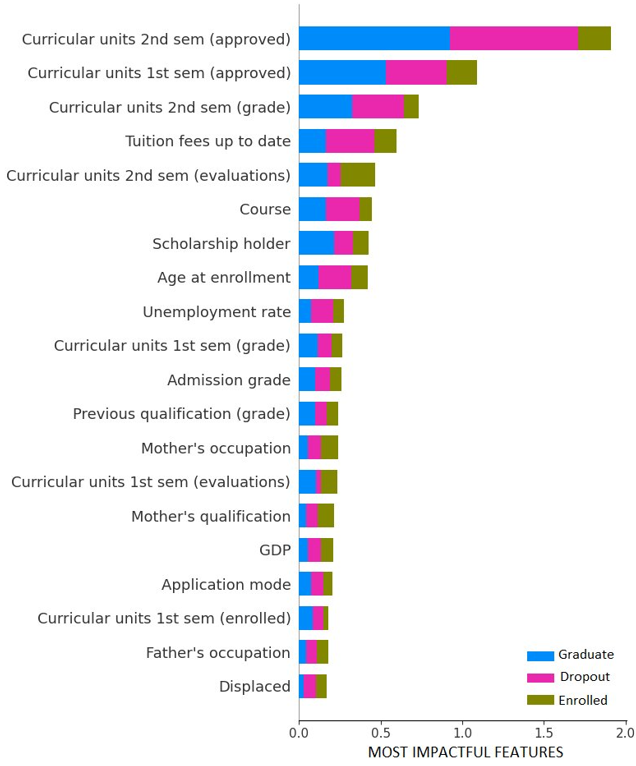 Curricular units 2nd sem (approved)
Curricular units 1st sem (approved)
Curricular units 2nd sem (grade)
Tuition fees up to date
Curricular units 2nd sem (evaluations)
Course
Scholarship holder
Age at enrollment
Unemployment rate
Curricular units 1st sem (grade)
Admission grade
Previous qualification (grade)
Mother's occupation
Curricular units 1st sem (evaluations)
Mother's qualification
GDP
Application mode
Curricular units 1st sem (enrolled)
Father's occupation
Displaced
Graduate
Dropout
Enrolled
0.0 0.5 1.0 1.5 2.0
MOST IMPACTFUL FEATURES